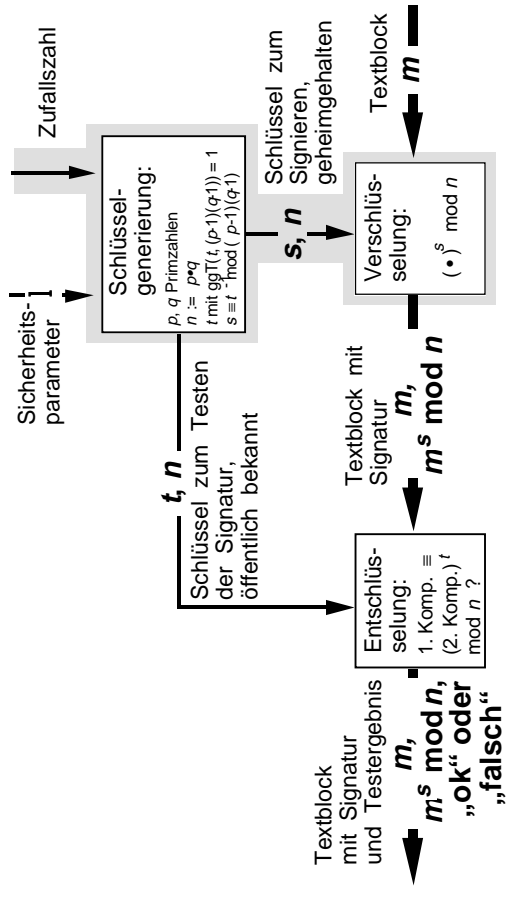 Sicherheits-
parameter
l
Zufallszahl
Schlüssel-
generierung:
p, q Primzahlen
n := p•q
t mit ggT(t, (p-1)(q-1)) = 1
s ≡ t⁻¹ mod ( p-1)(q-1)
t, n
Schlüssel zum Testen
der Signatur,
öffentlich bekannt
s, n
Schlüssel zum
Signieren,
geheimgehalten
Textblock
mit Signatur
und Testergebnis
m,
mˢ mod n,
„ok“ oder
„falsch“
Entschlüs-
selung:
1. Komp. ≡
(2. Komp.) ᵗ
mod n ?
Textblock mit
Signatur
m,
mˢ mod n
Verschlüs-
selung:
(•)ˢ mod n
Textblock
m